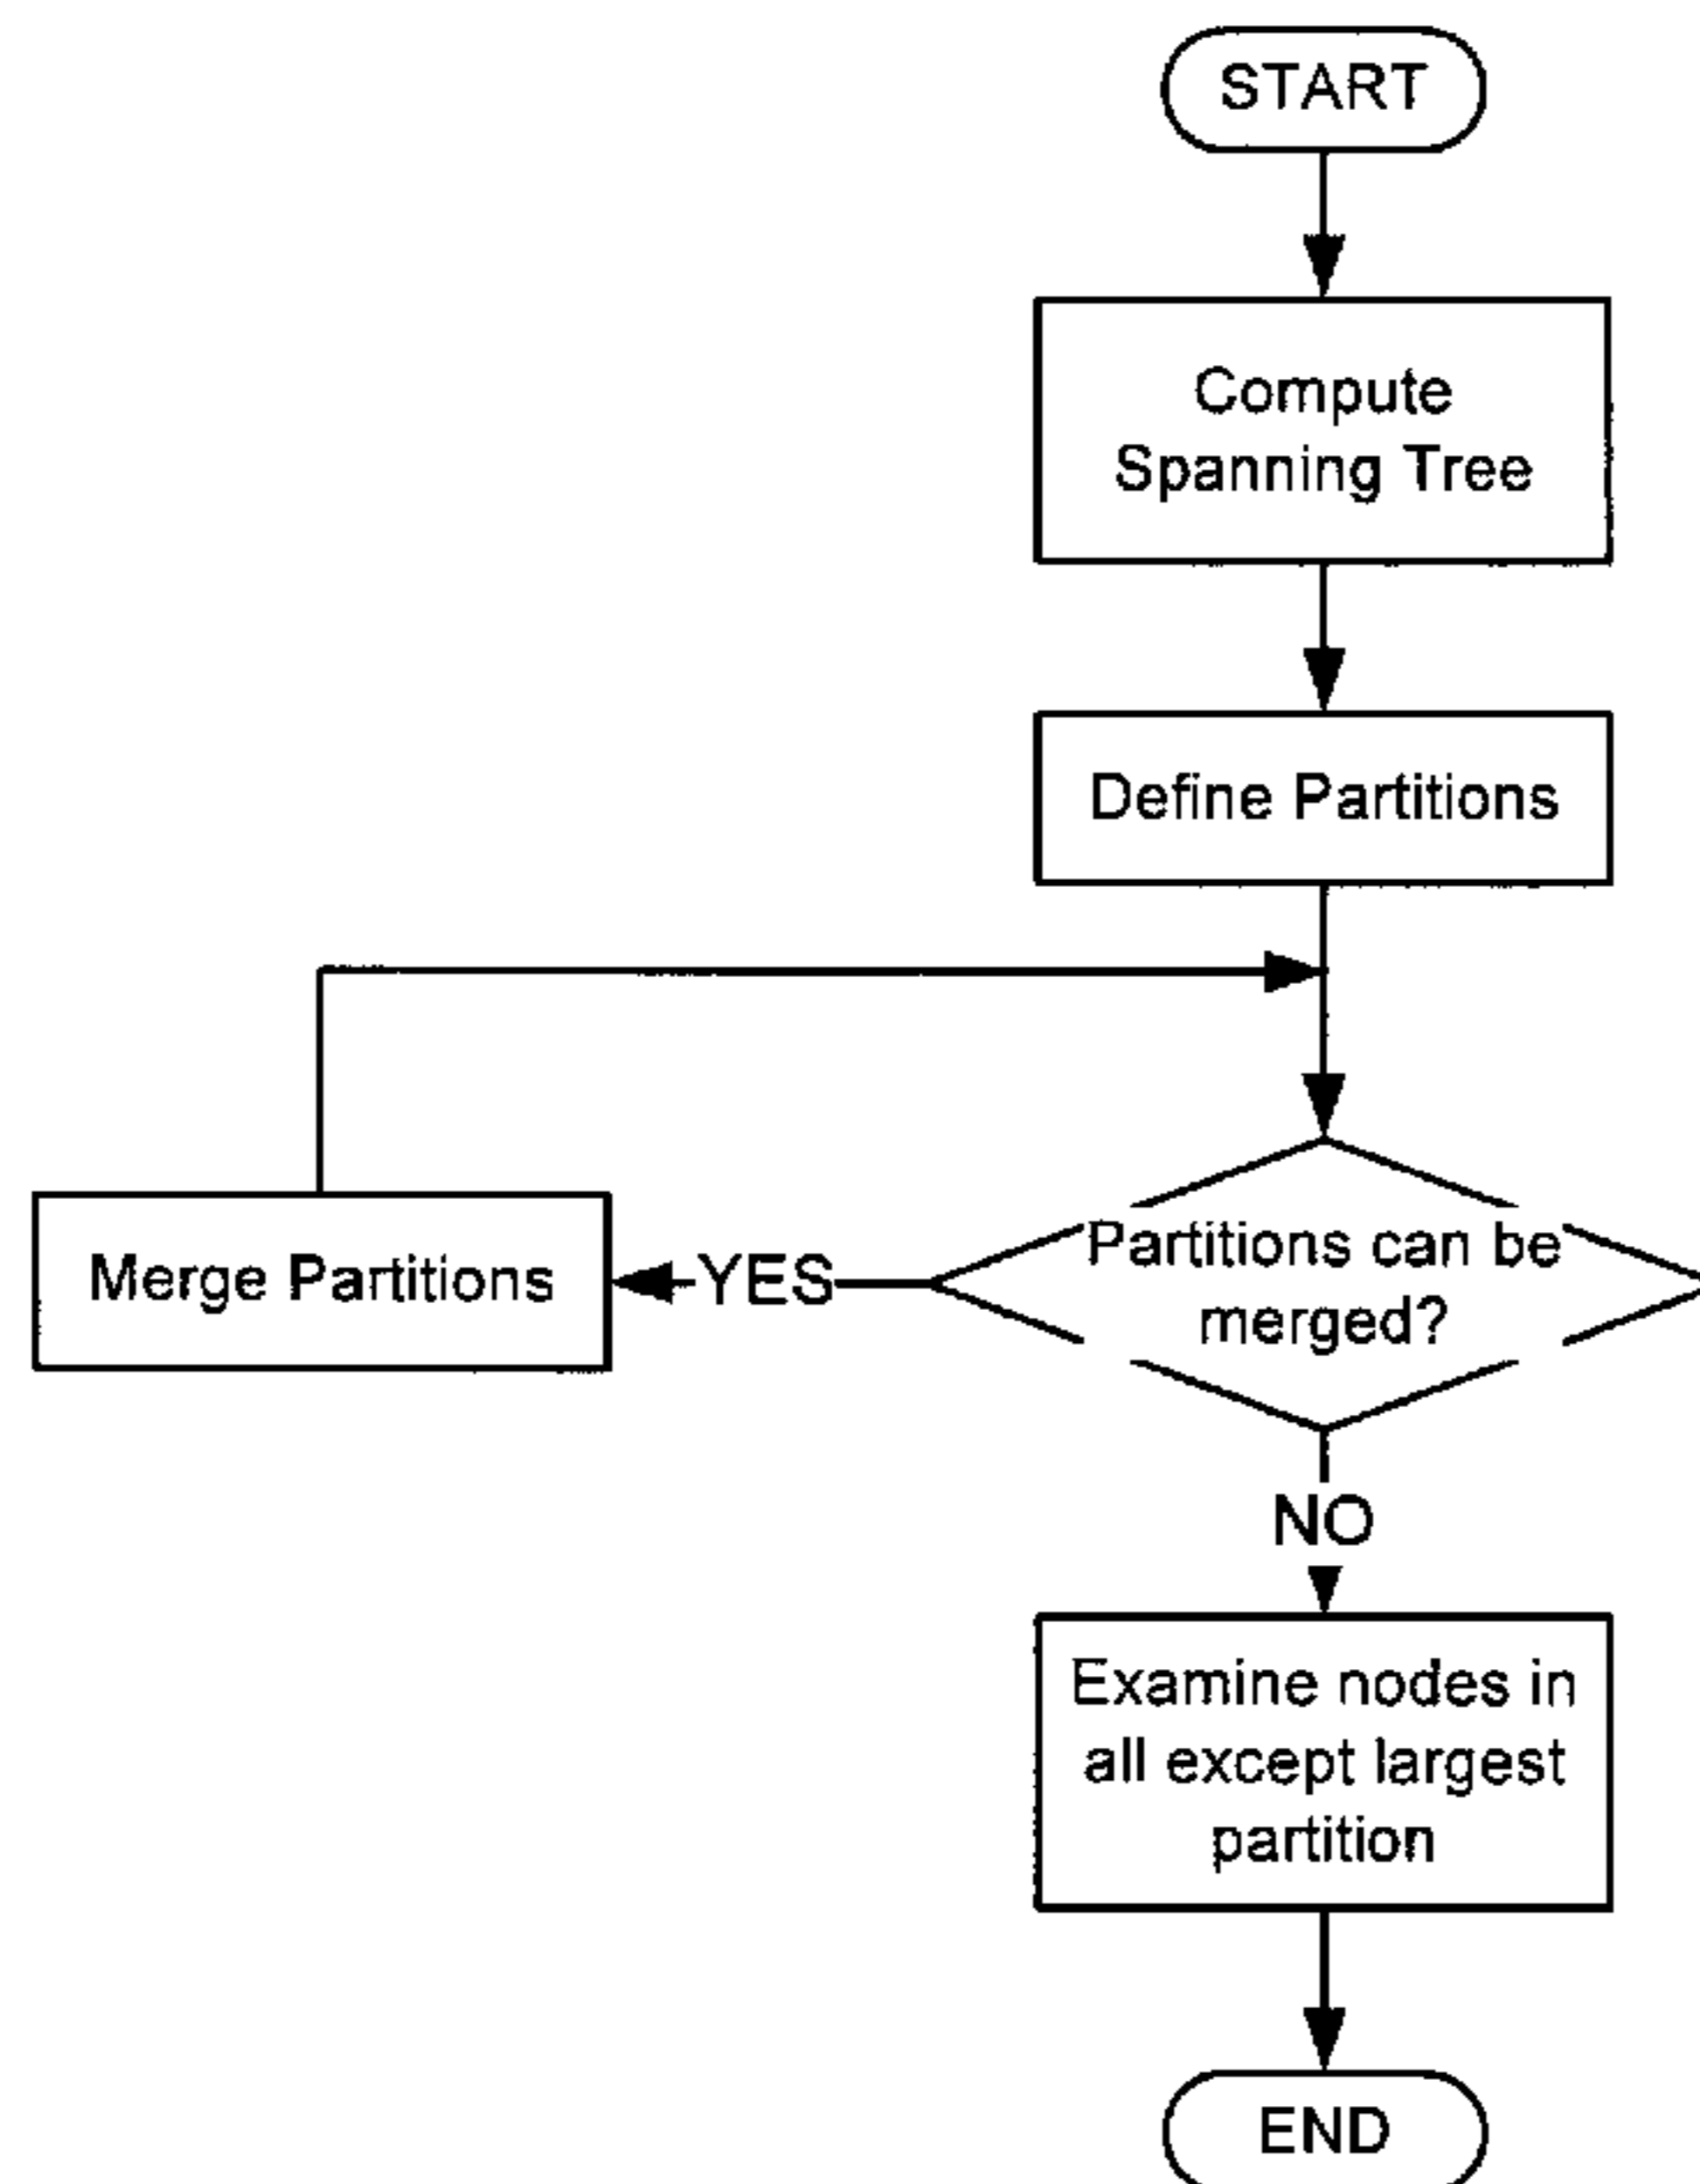 START
Compute
Spanning Tree
Define Partitions
Partitions can be
merged?
YES
Merge Partitions
NO
Examine nodes in
all except largest
partition
END